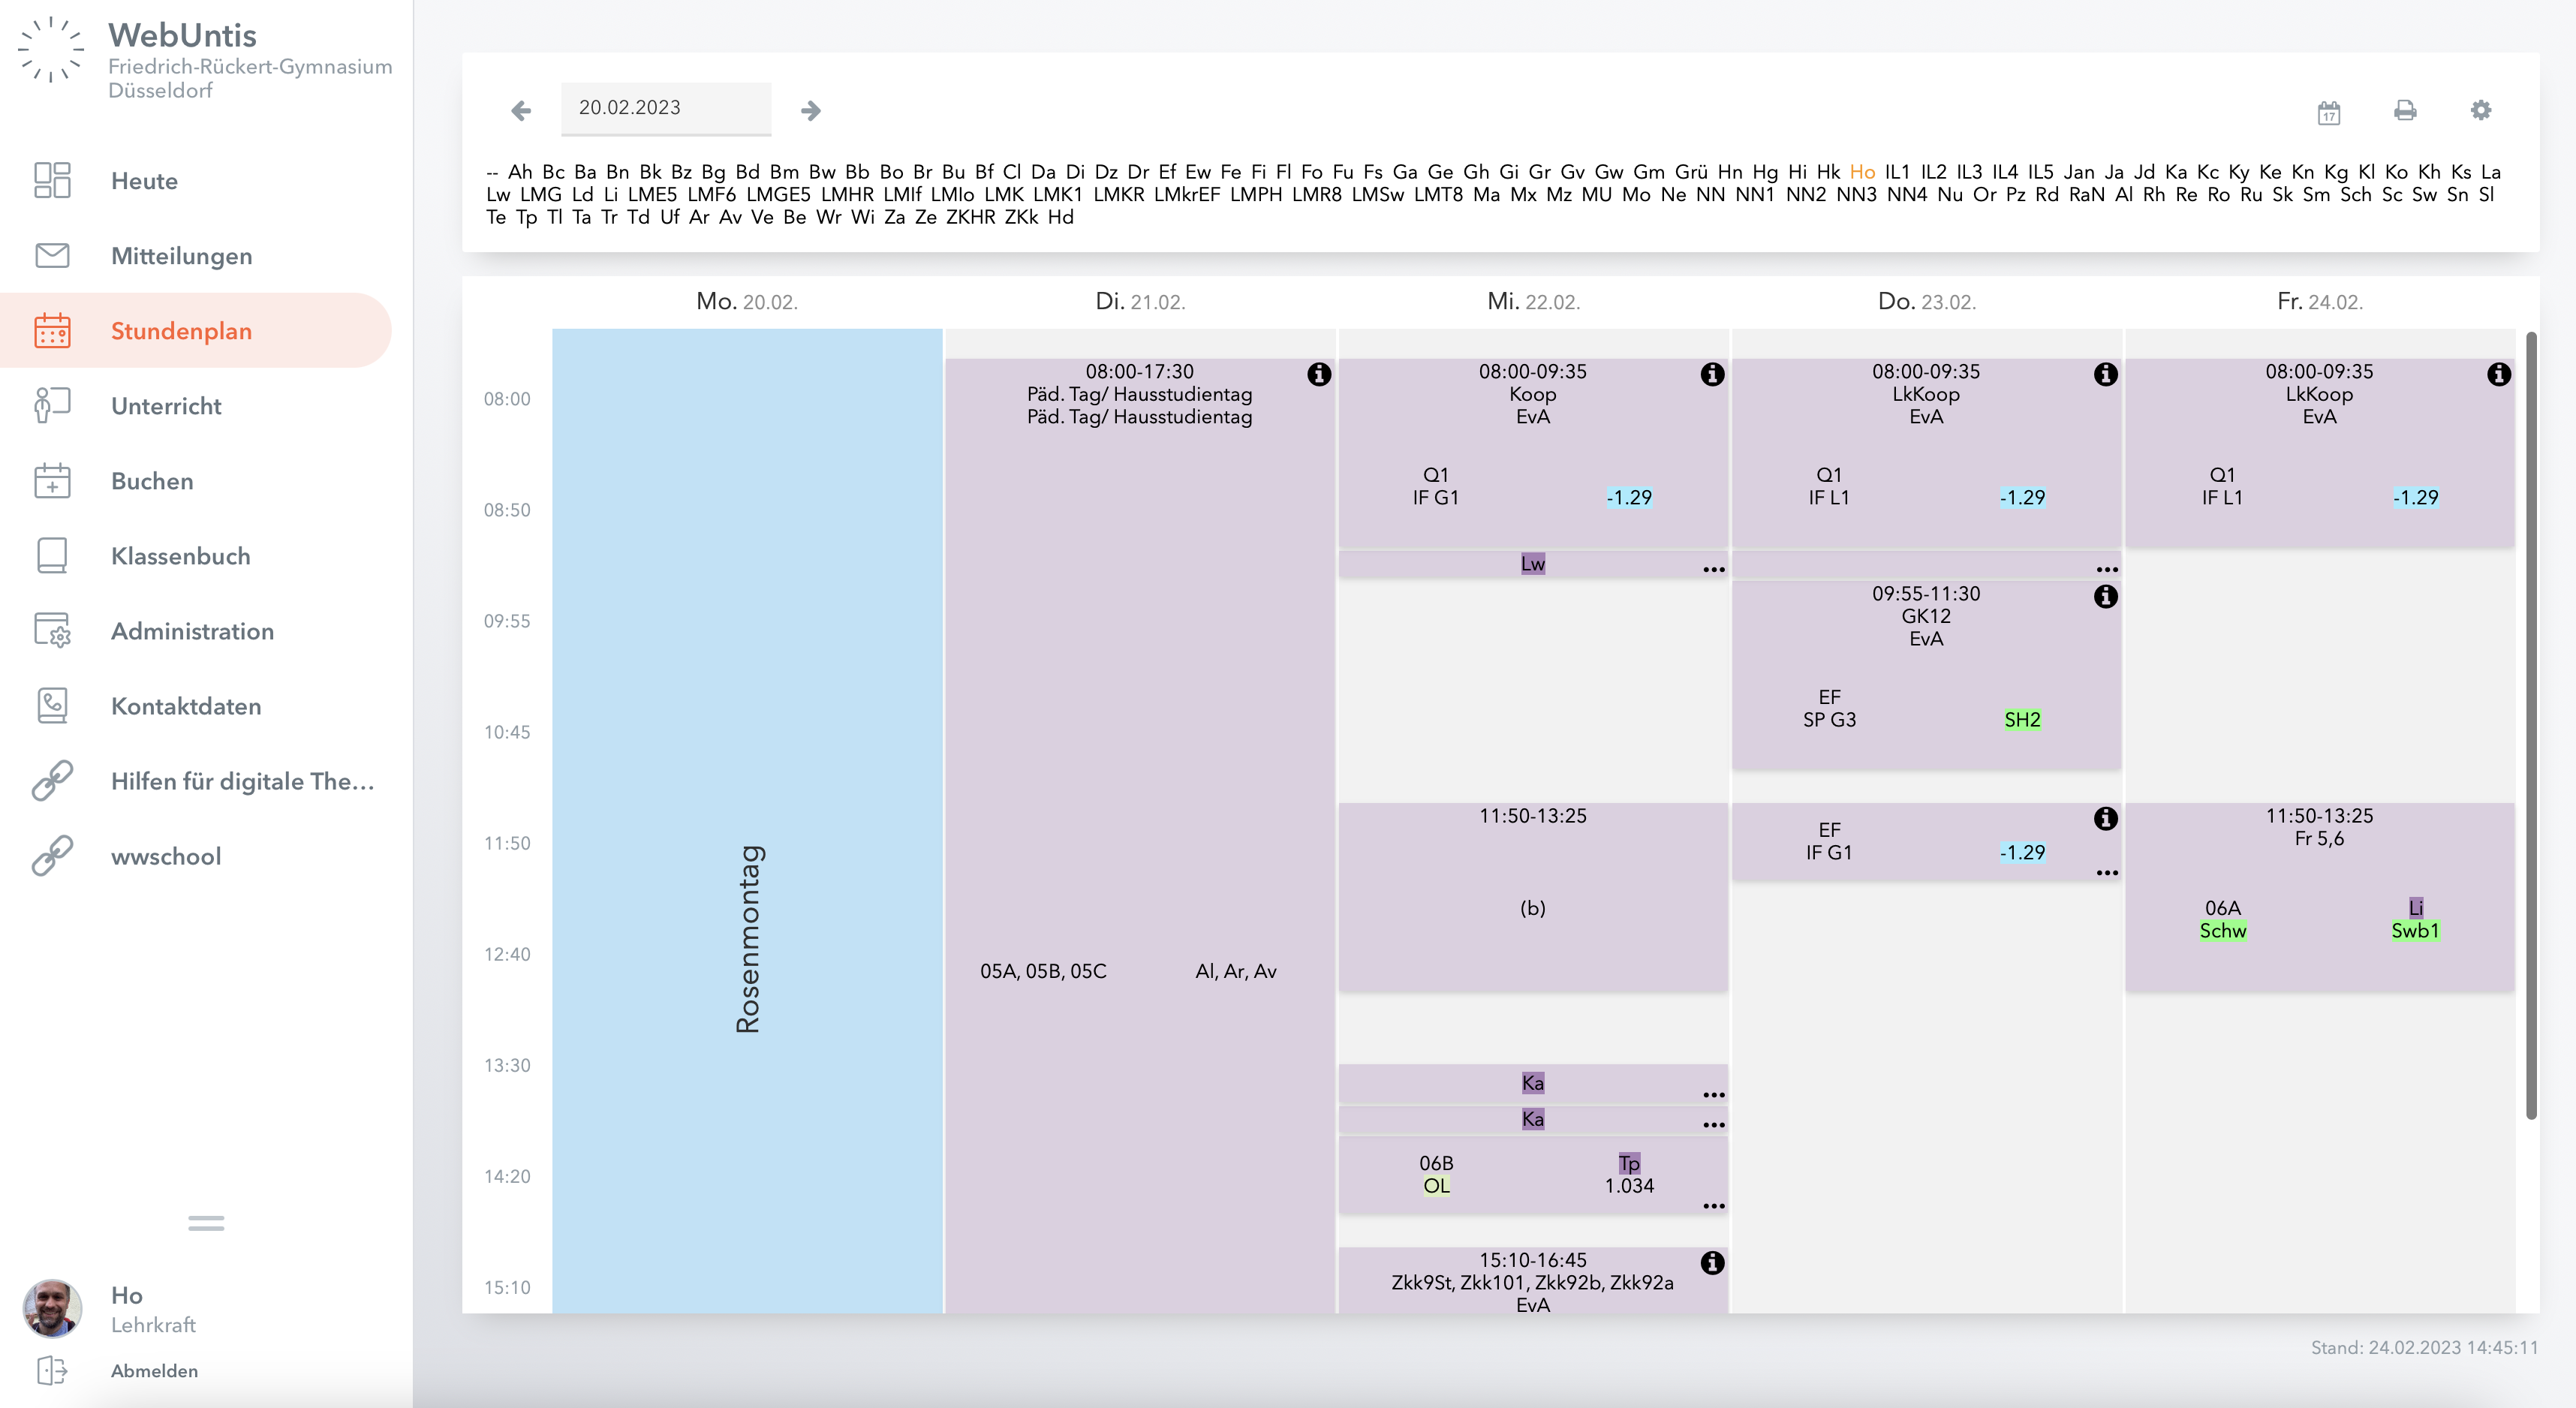 WebUntis
Friedrich-Rückert-Gymnasium
Düsseldorf
Heute
Mitteilungen
Stundenplan
Unterricht
Buchen
Klassenbuch
Administration
Kontaktdaten
Hilfen für digitale The...
wwschool
Ho
Lehrkraft
Abmelden
20.02.2023
17
-- Ah Bc Ba Bn Bk Bz Bg Bd Bm Bw Bb Bo Br Bu Bf Cl Da Di Dz Dr Ef Ew Fe Fi Fl Fo Fu Fs Ga Ge Gh Gi Gr Gv Gw Gm Grü Hn Hg Hi Hk Ho IL1 IL2 IL3 IL4 IL5 Jan Ja Jd Ka Kc Ky Ke Kn Kg Kl Ko Kh Ks La
Lw LMG Ld Li LME5 LMF6 LMGE5 LMHR LMIf LMIo LMK LMK1 LMKR LMkrEF LMPH LMR8 LMSw LMT8 Ma Mx Mz MU Mo Ne NN NN1 NN2 NN3 NN4 Nu Or Pz Rd RaN Al Rh Re Ro Ru Sk Sm Sch Sc Sw Sn Sl
Te Tp Tl Ta Tr Td Uf Ar Av Ve Be Wr Wi Za Ze ZKHR ZKk Hd
Mo. 20.02.
Di. 21.02.
Mi. 22.02.
Do. 23.02.
Fr. 24.02.
08:00
08:50
09:55
10:45
11:50
12:40
13:30
14:20
15:10
Rosenmontag
08:00-17:30
Päd. Tag/ Hausstudientag
Päd. Tag/ Hausstudientag
05A, 05B, 05C Al, Ar, Av
08:00-09:35
Koop
EvA
Q1
IF G1 -1.29
Lw
...
11:50-13:25
(b)
Ka
...
Ka
...
06B Tp
OL 1.034
...
15:10-16:45
Zkk9St, Zkk101, Zkk92b, Zkk92a
EvA
08:00-09:35
LkKoop
EvA
Q1
IF L1 -1.29
...
09:55-11:30
GK12
EvA
EF
SP G3 SH2
EF
IF G1 -1.29
...
08:00-09:35
LkKoop
EvA
Q1
IF L1 -1.29
11:50-13:25
Fr 5,6
06A Li
Schw Swb1
Stand: 24.02.2023 14:45:11